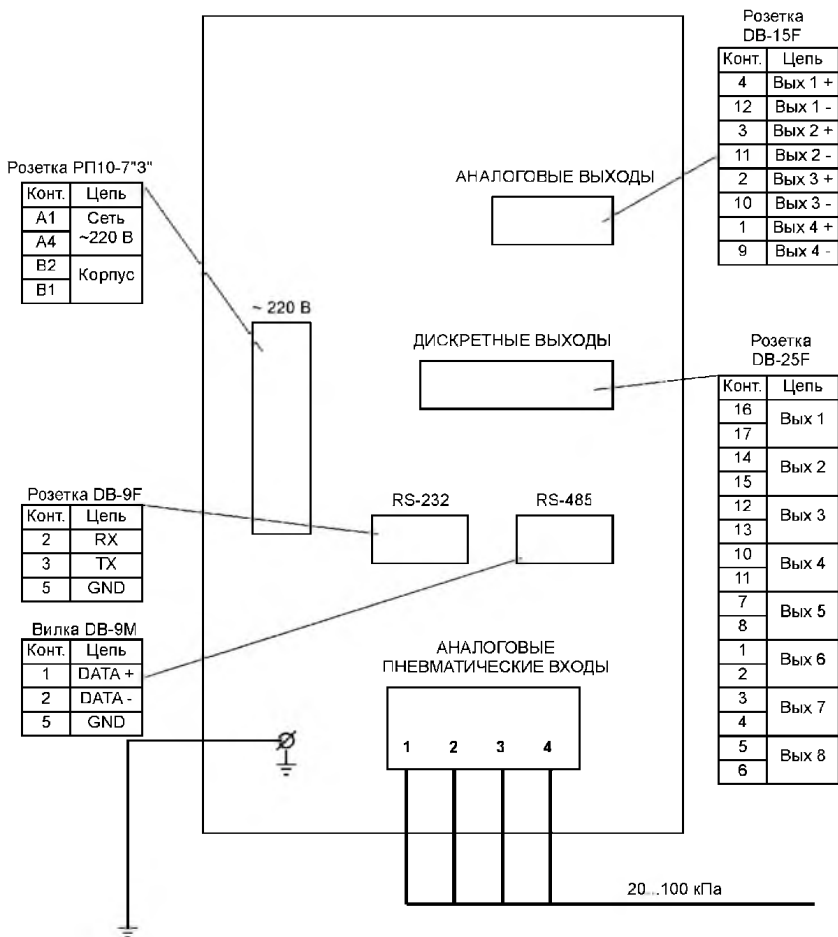 Розетка
DB-15F
Конт. Цепь
4 Вых 1 +
12 Вых 1 -
3 Вых 2 +
11 Вых 2 -
2 Вых 3 +
10 Вых 3 -
1 Вых 4 +
9 Вых 4 -
АНАЛОГОВЫЕ ВЫХОДЫ
Розетка РП10-7"3"
Конт. Цепь
А1 Сеть
А4 ~220 В
В2 Корпус
В1
~ 220 В
ДИСКРЕТНЫЕ ВЫХОДЫ
Розетка
DB-25F
Конт. Цепь
16 Вых 1
17
14 Вых 2
15
12 Вых 3
13
10 Вых 4
11
7 Вых 5
8
1 Вых 6
2
3 Вых 7
4
5 Вых 8
6
Розетка DB-9F
Конт. Цепь
2 RX
3 TX
5 GND
RS-232 RS-485
Вилка DB-9M
Конт. Цепь
1 DATA +
2 DATA -
5 GND
АНАЛОГОВЫЕ
ПНЕВМАТИЧЕСКИЕ ВХОДЫ
1 2 3 4
20...100 кПа